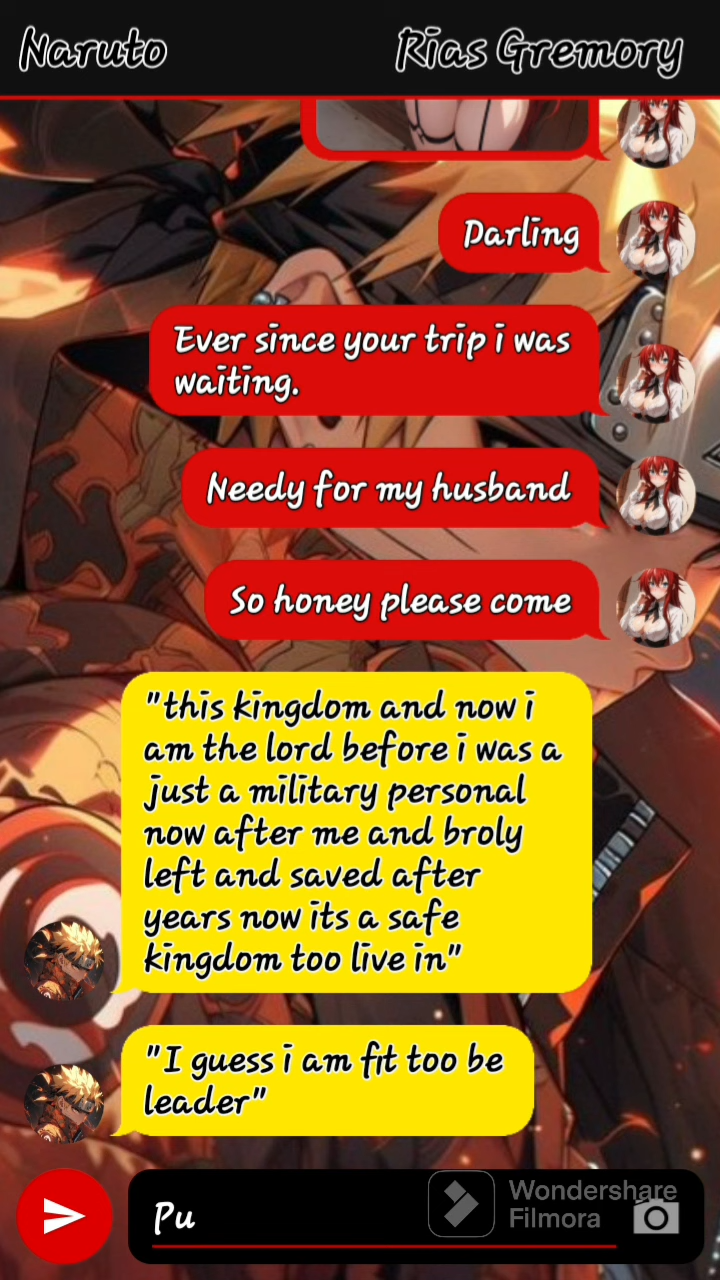 Naruto
Rias Gremory
Darling
Ever since your trip i was
waiting.
Needy for my husband
So honey please come
"this kingdom and now i
am the lord before i was a
just a military personal
now after me and broly
left and saved after
years now its a safe
kingdom too live in"
"I guess i am fit too be
leader"
Pu
Wondershare
Filmora